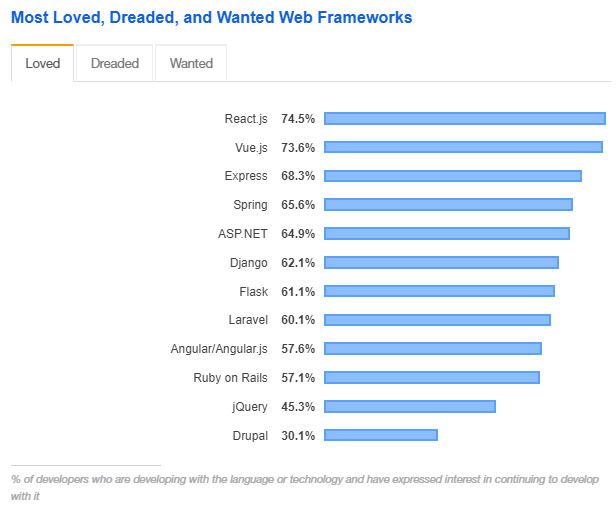 Most Loved, Dreaded, and Wanted Web Frameworks
Loved Dreaded Wanted
React.js 74.5%
Vue.js 73.6%
Express 68.3%
Spring 65.6%
ASP.NET 64.9%
Django 62.1%
Flask 61.1%
Laravel 60.1%
Angular/Angular.js 57.6%
Ruby on Rails 57.1%
jQuery 45.3%
Drupal 30.1%
% of developers who are developing with the language or technology and have expressed interest in continuing to develop
with it